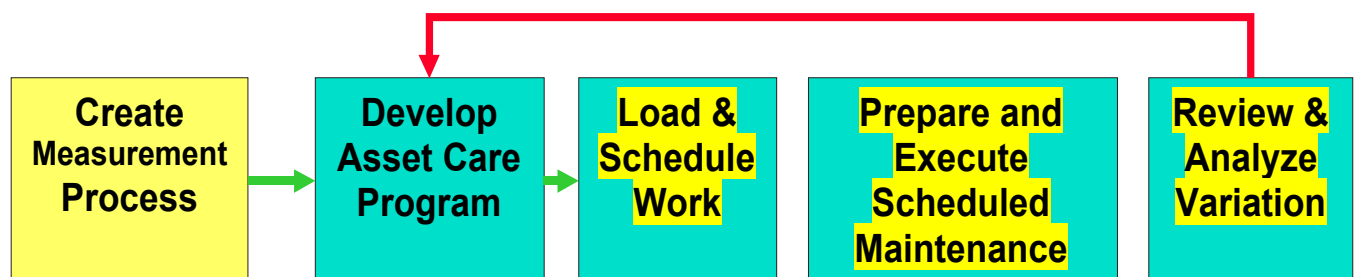 Create
Measurement
Process
Develop
Asset Care
Program
Load &
Schedule
Work
Prepare and
Execute
Scheduled
Maintenance
Review &
Analyze
Variation